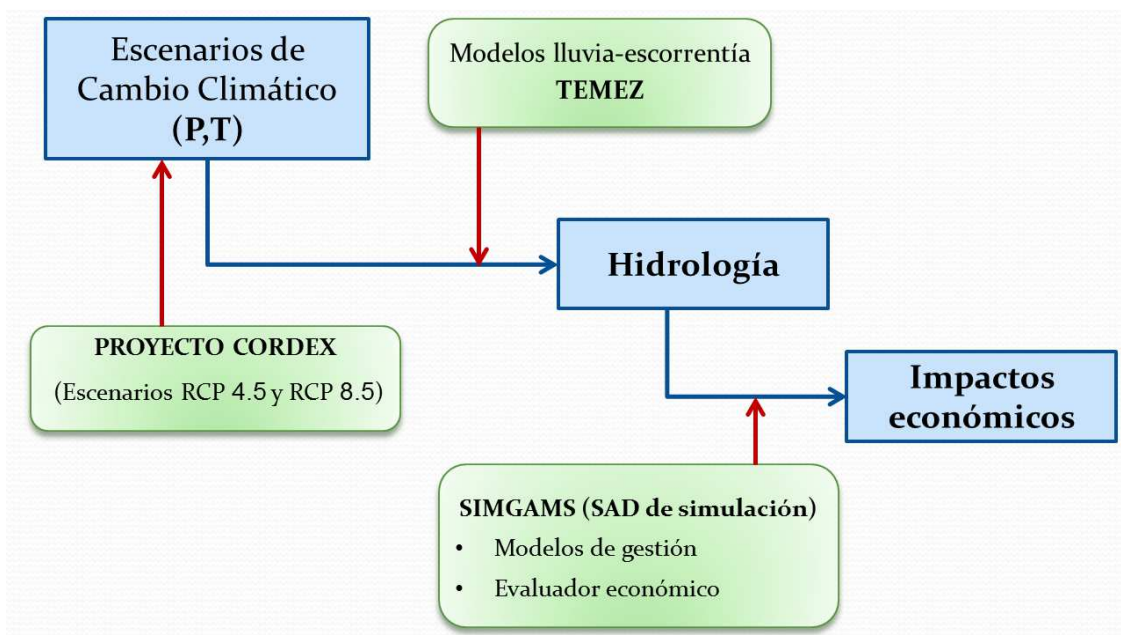 Escenarios de
Cambio Climático
(P,T)
Modelos lluvia-escorrentía
TEMEZ
Hidrología
PROYECTO CORDEX
(Escenarios RCP 4.5 y RCP 8.5)
Impactos
económicos
SIMGAMS (SAD de simulación)
• Modelos de gestión
• Evaluador económico